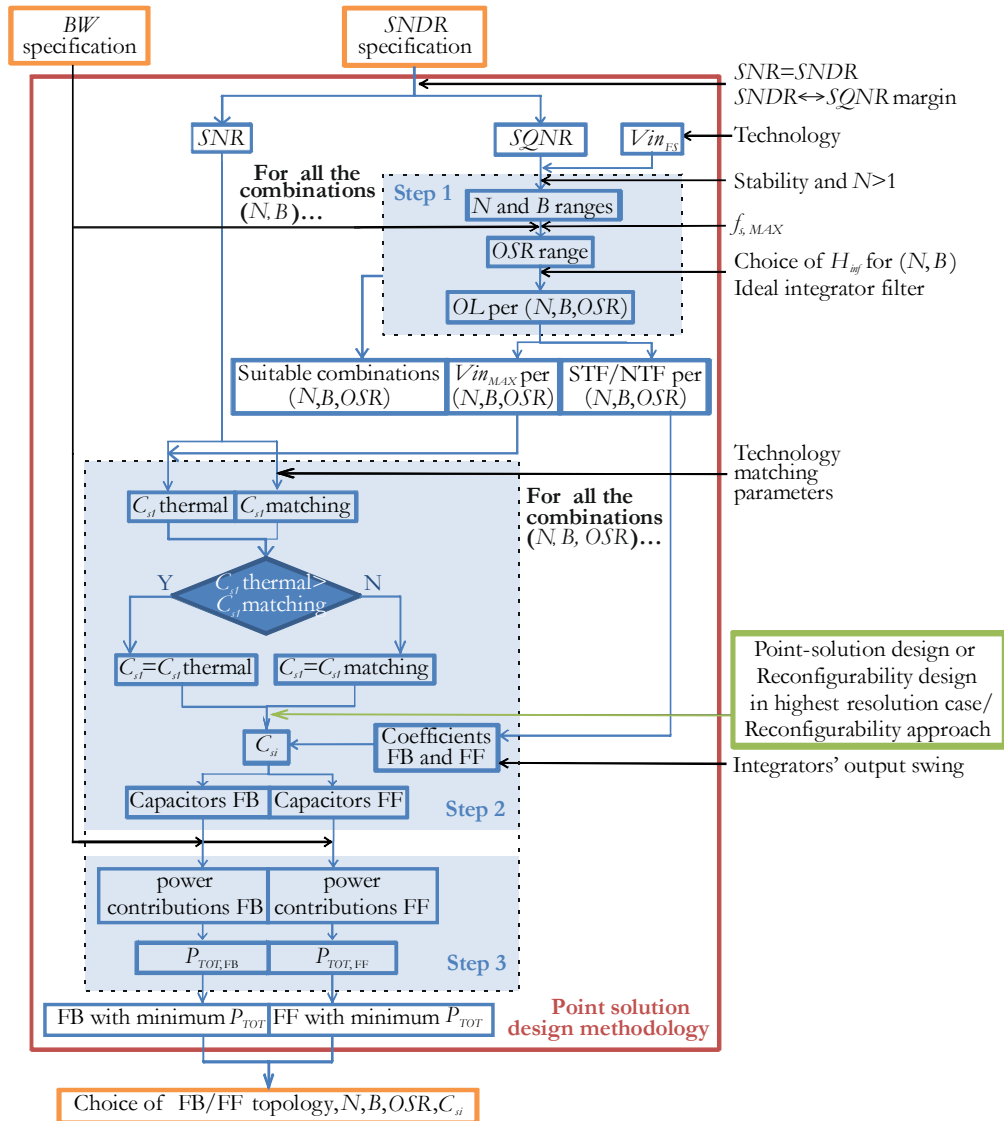 BW
specification
SNDR
specification
SNR=SNDR
SNDR↔SQNR margin
SNR
SQNR
Vin_FS
Technology
For all the
combinations
(N, B)…
Step 1
Stability and N>1
N and B ranges
f_s, MAX
OSR range
Choice of H_inf for (N, B)
Ideal integrator filter
OL per (N, B,OSR)
Suitable combinations
(N,B,OSR)
Vin_MAX per
(N,B,OSR)
STF/NTF per
(N,B,OSR)
Technology
matching
parameters
C_s1 thermal
C_s1 matching
For all the
combinations
(N, B, OSR)…
Y
C_s1 thermal>
C_s1 matching
N
C_s1=C_s1 thermal
C_s1=C_s1 matching
Point-solution design or
Reconfigurability design
in highest resolution case/
Reconfigurability approach
C_si
Coefficients
FB and FF
Integrators' output swing
Capacitors FB
Capacitors FF
Step 2
power
contributions FB
power
contributions FF
P_TOT,FB
P_TOT,FF
Step 3
FB with minimum P_TOT
FF with minimum P_TOT
Point solution
design methodology
Choice of FB/FF topology,N,B,OSR,C_si